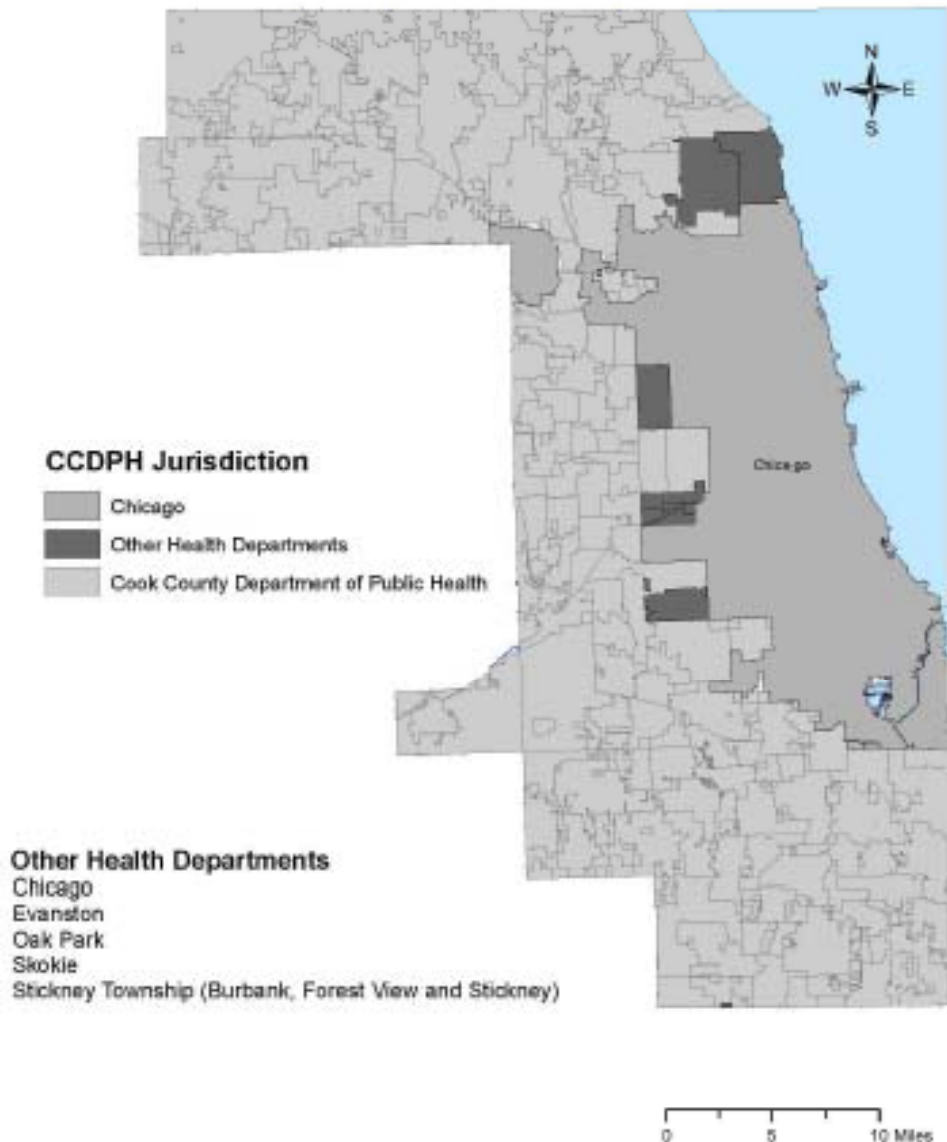 N
W E
S
Chicago
CCDPH Jurisdiction
Chicago
Other Health Departments
Cook County Department of Public Health
Other Health Departments
Chicago
Evanston
Oak Park
Skokie
Stickney Township (Burbank, Forest View and Stickney)
0 5 10 Miles